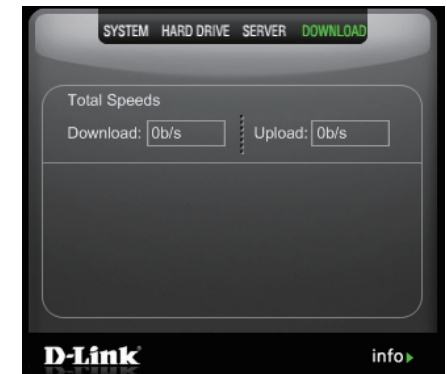 SYSTEM HARD DRIVE SERVER DOWNLOAD
Total Speeds
Download: 0b/s Upload: 0b/s
D-Link
info